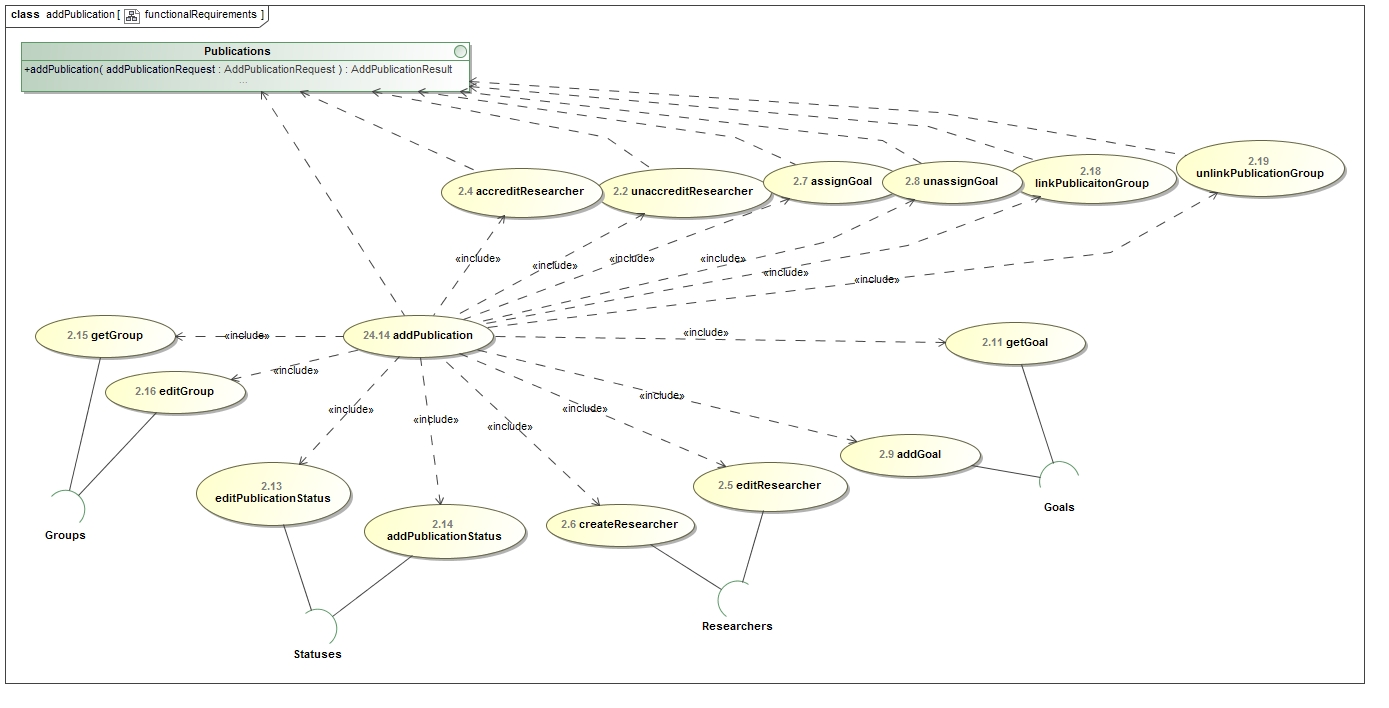 class addPublication [ functionalRequirements ]
Publications
+addPublication( addPublicationRequest : AddPublicationRequest ) : AddPublicationResult
...
2.4 accreditResearcher
2.2 unaccreditResearcher
2.7 assignGoal
2.8 unassignGoal
2.18
linkPublicaitonGroup
2.19
unlinkPublicationGroup
«include»
«include»
«include»
«include»
«include»
«include»
2.15 getGroup
«include»
24.14 addPublication
«include»
2.11 getGoal
2.16 editGroup
«include»
«include»
«include»
«include»
«include»
«include»
2.9 addGoal
2.13
editPublicationStatus
2.5 editResearcher
2.14
addPublicationStatus
2.6 createResearcher
Goals
Groups
Researchers
Statuses